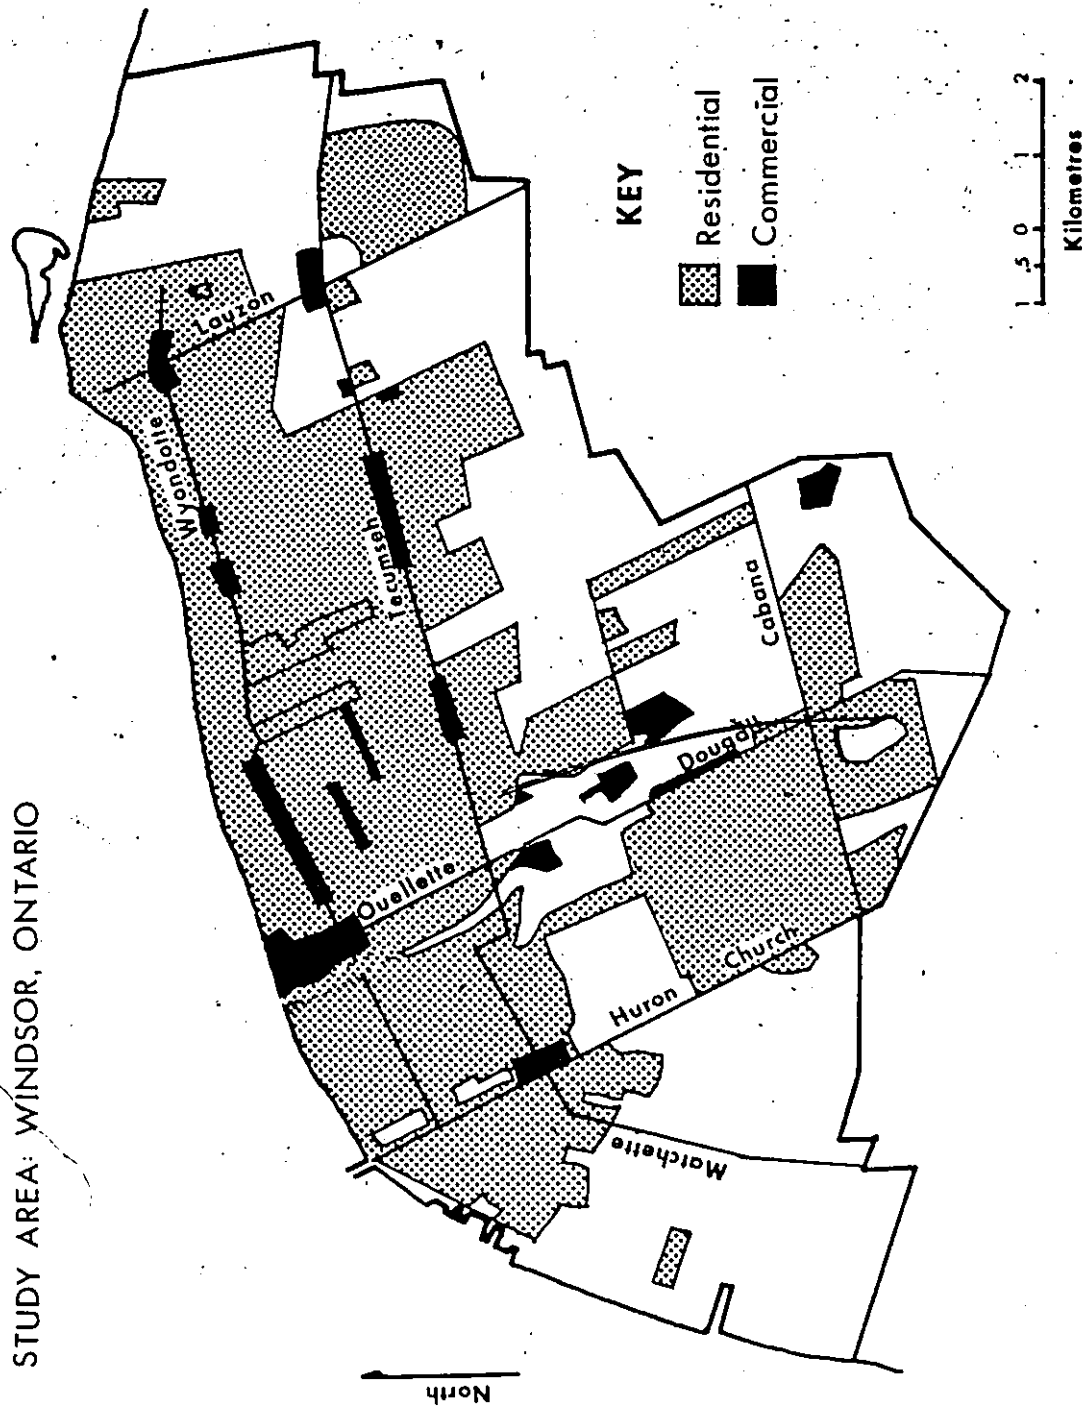 STUDY AREA: WINDSOR, ONTARIO
Wyandotte
Lauzon
Tecumseh
Ouellette
Dougall
Cabana
Huron
Church
Matchette
North
KEY
Residential
Commercial
1 .5 0 1 2
Kilometres